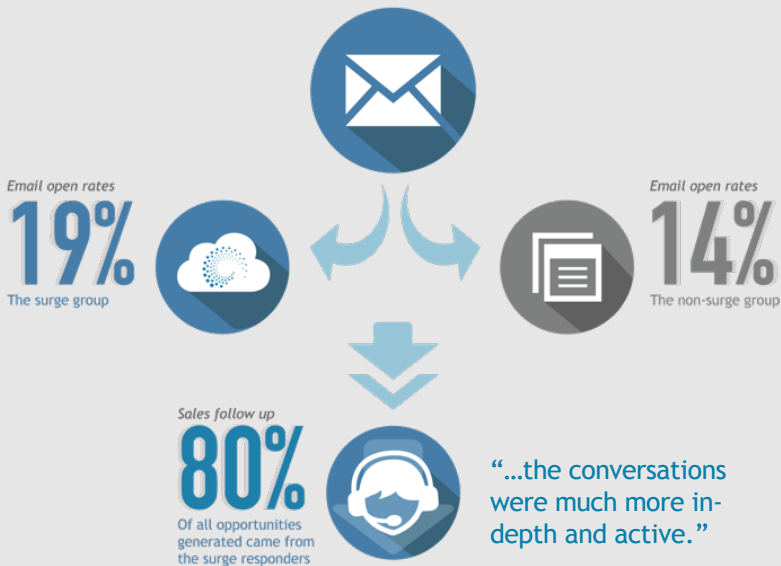 Email open rates
19%
The surge group
Email open rates
14%
The non-surge group
Sales follow up
80%
Of all opportunities
generated came from
the surge responders
“…the conversations
were much more in-
depth and active.”